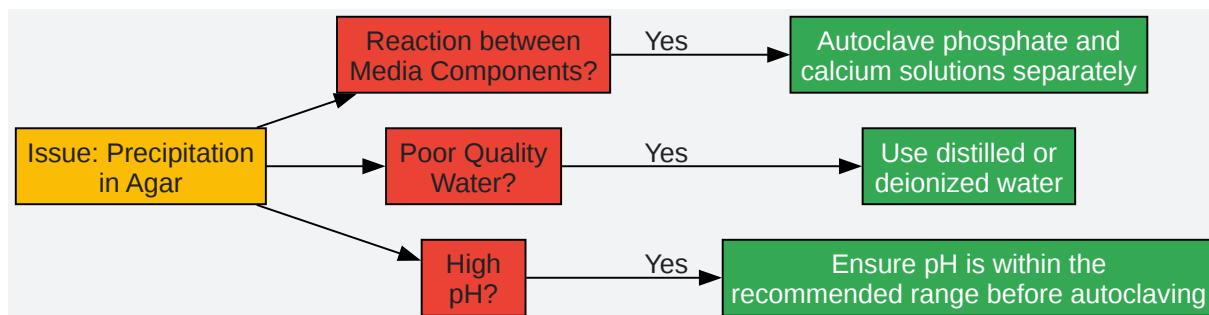 Reaction between
Media Components?
Yes
Autoclave phosphate and
calcium solutions separately
Issue: Precipitation
in Agar
Poor Quality
Water?
Yes
Use distilled or
deionized water
High
pH?
Yes
Ensure pH is within the
recommended range before autoclaving